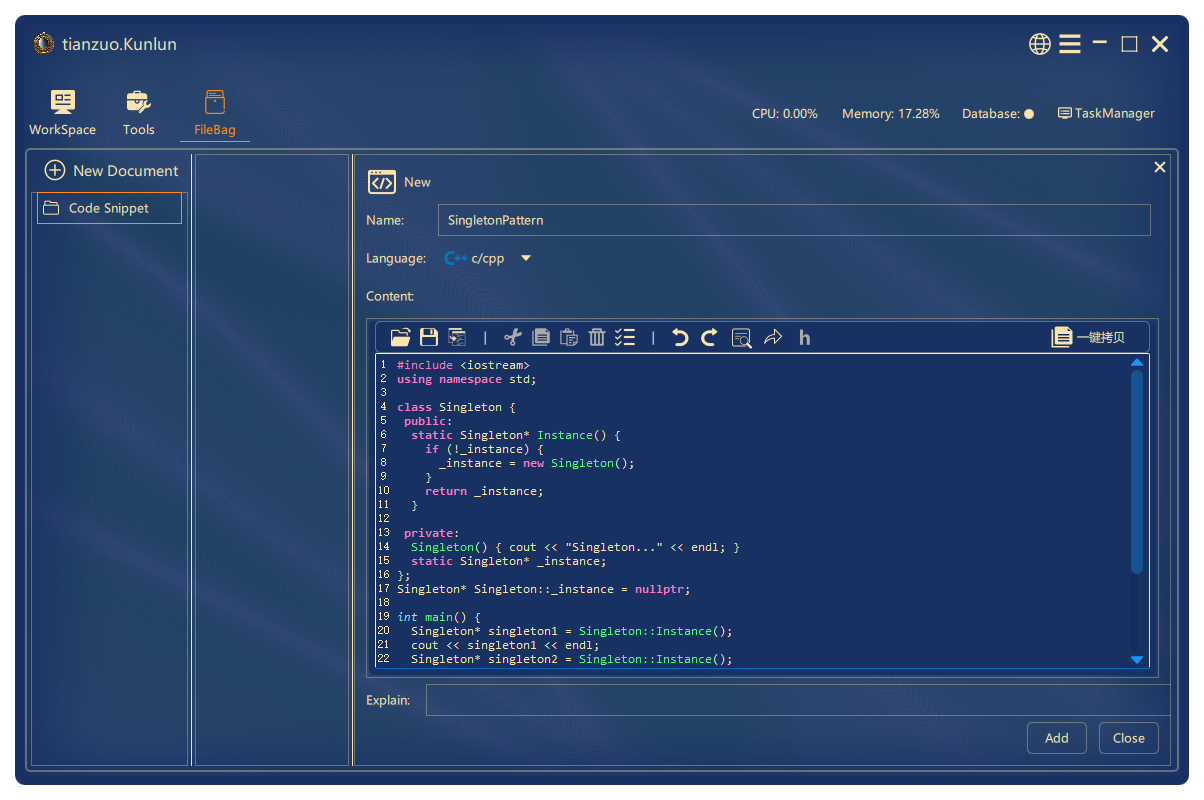 tianzuo.Kunlun
WorkSpace
Tools
FileBag
CPU: 0.00%
Memory: 17.28%
Database:
TaskManager
New Document
Code Snippet
New
Name:
SingletonPattern
Language:
C++ c/cpp
Content:
h
一键拷贝
1 #include <iostream>
2 using namespace std;
3
4 class Singleton {
5  public:
6   static Singleton* Instance() {
7     if (!_instance) {
8       _instance = new Singleton();
9     }
10     return _instance;
11   }
12
13  private:
14   Singleton() { cout << "Singleton..." << endl; }
15   static Singleton* _instance;
16 };
17 Singleton* Singleton::_instance = nullptr;
18
19 int main() {
20   Singleton* singleton1 = Singleton::Instance();
21   cout << singleton1 << endl;
22   Singleton* singleton2 = Singleton::Instance();
Explain:
Add
Close